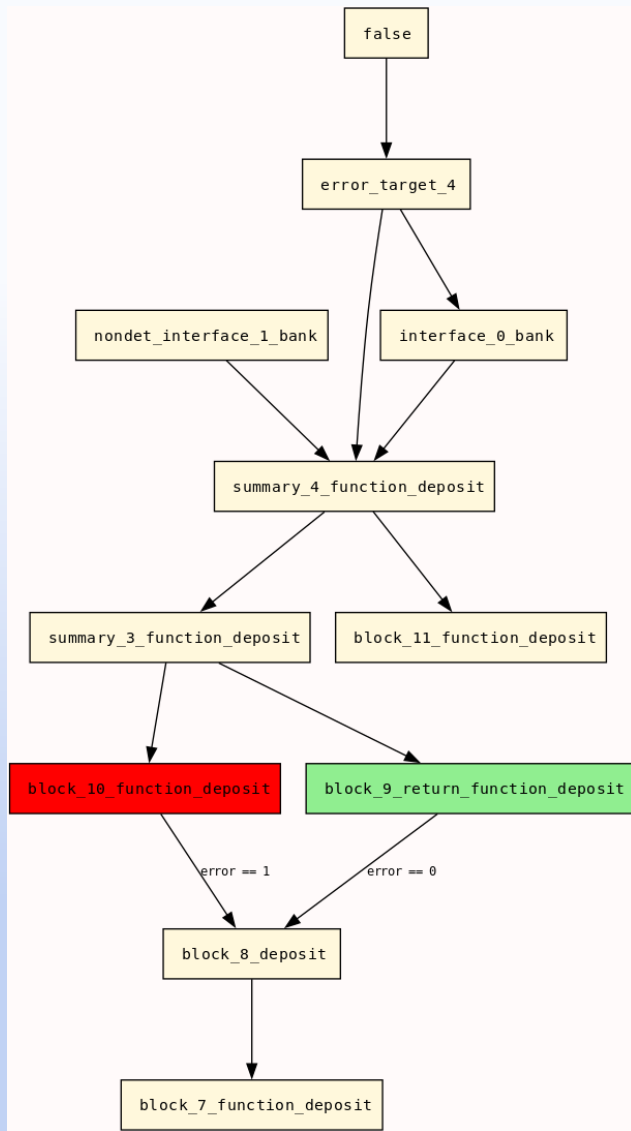 false
error_target_4
nondet_interface_1_bank
interface_0_bank
summary_4_function_deposit
summary_3_function_deposit
block_11_function_deposit
block_10_function_deposit
block_9_return_function_deposit
error == 1
error == 0
block_8_deposit
block_7_function_deposit